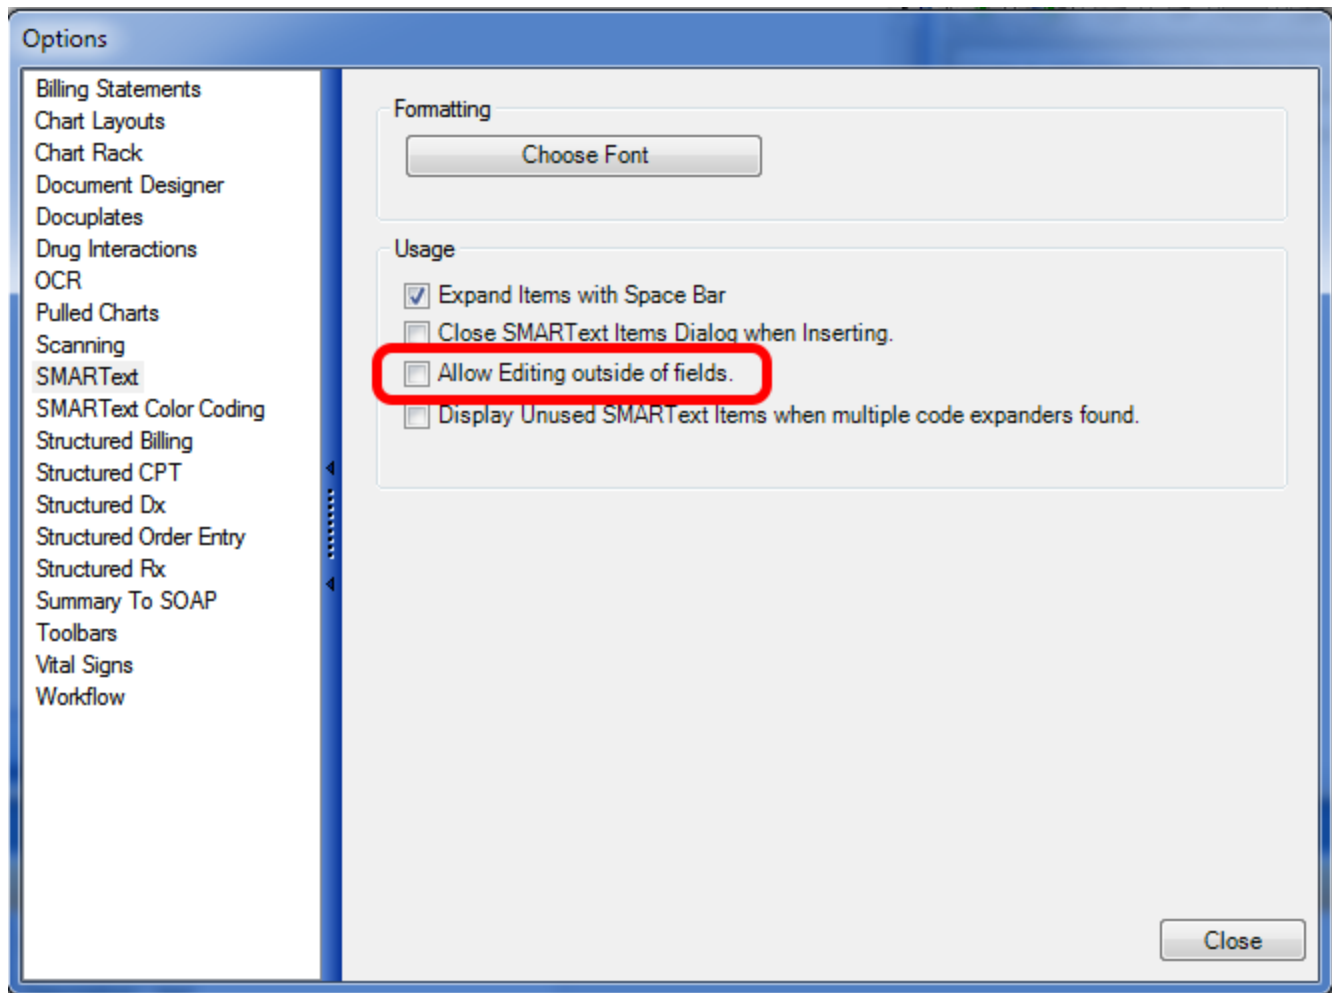 Options
Billing Statements
Chart Layouts
Chart Rack
Document Designer
Docuplates
Drug Interactions
OCR
Pulled Charts
Scanning
SMARText
SMARText Color Coding
Structured Billing
Structured CPT
Structured Dx
Structured Order Entry
Structured Rx
Summary To SOAP
Toolbars
Vital Signs
Workflow
Formatting
Choose Font
Usage
Expand Items with Space Bar
Close SMARText Items Dialog when Inserting.
Allow Editing outside of fields.
Display Unused SMARText Items when multiple code expanders found.
Close